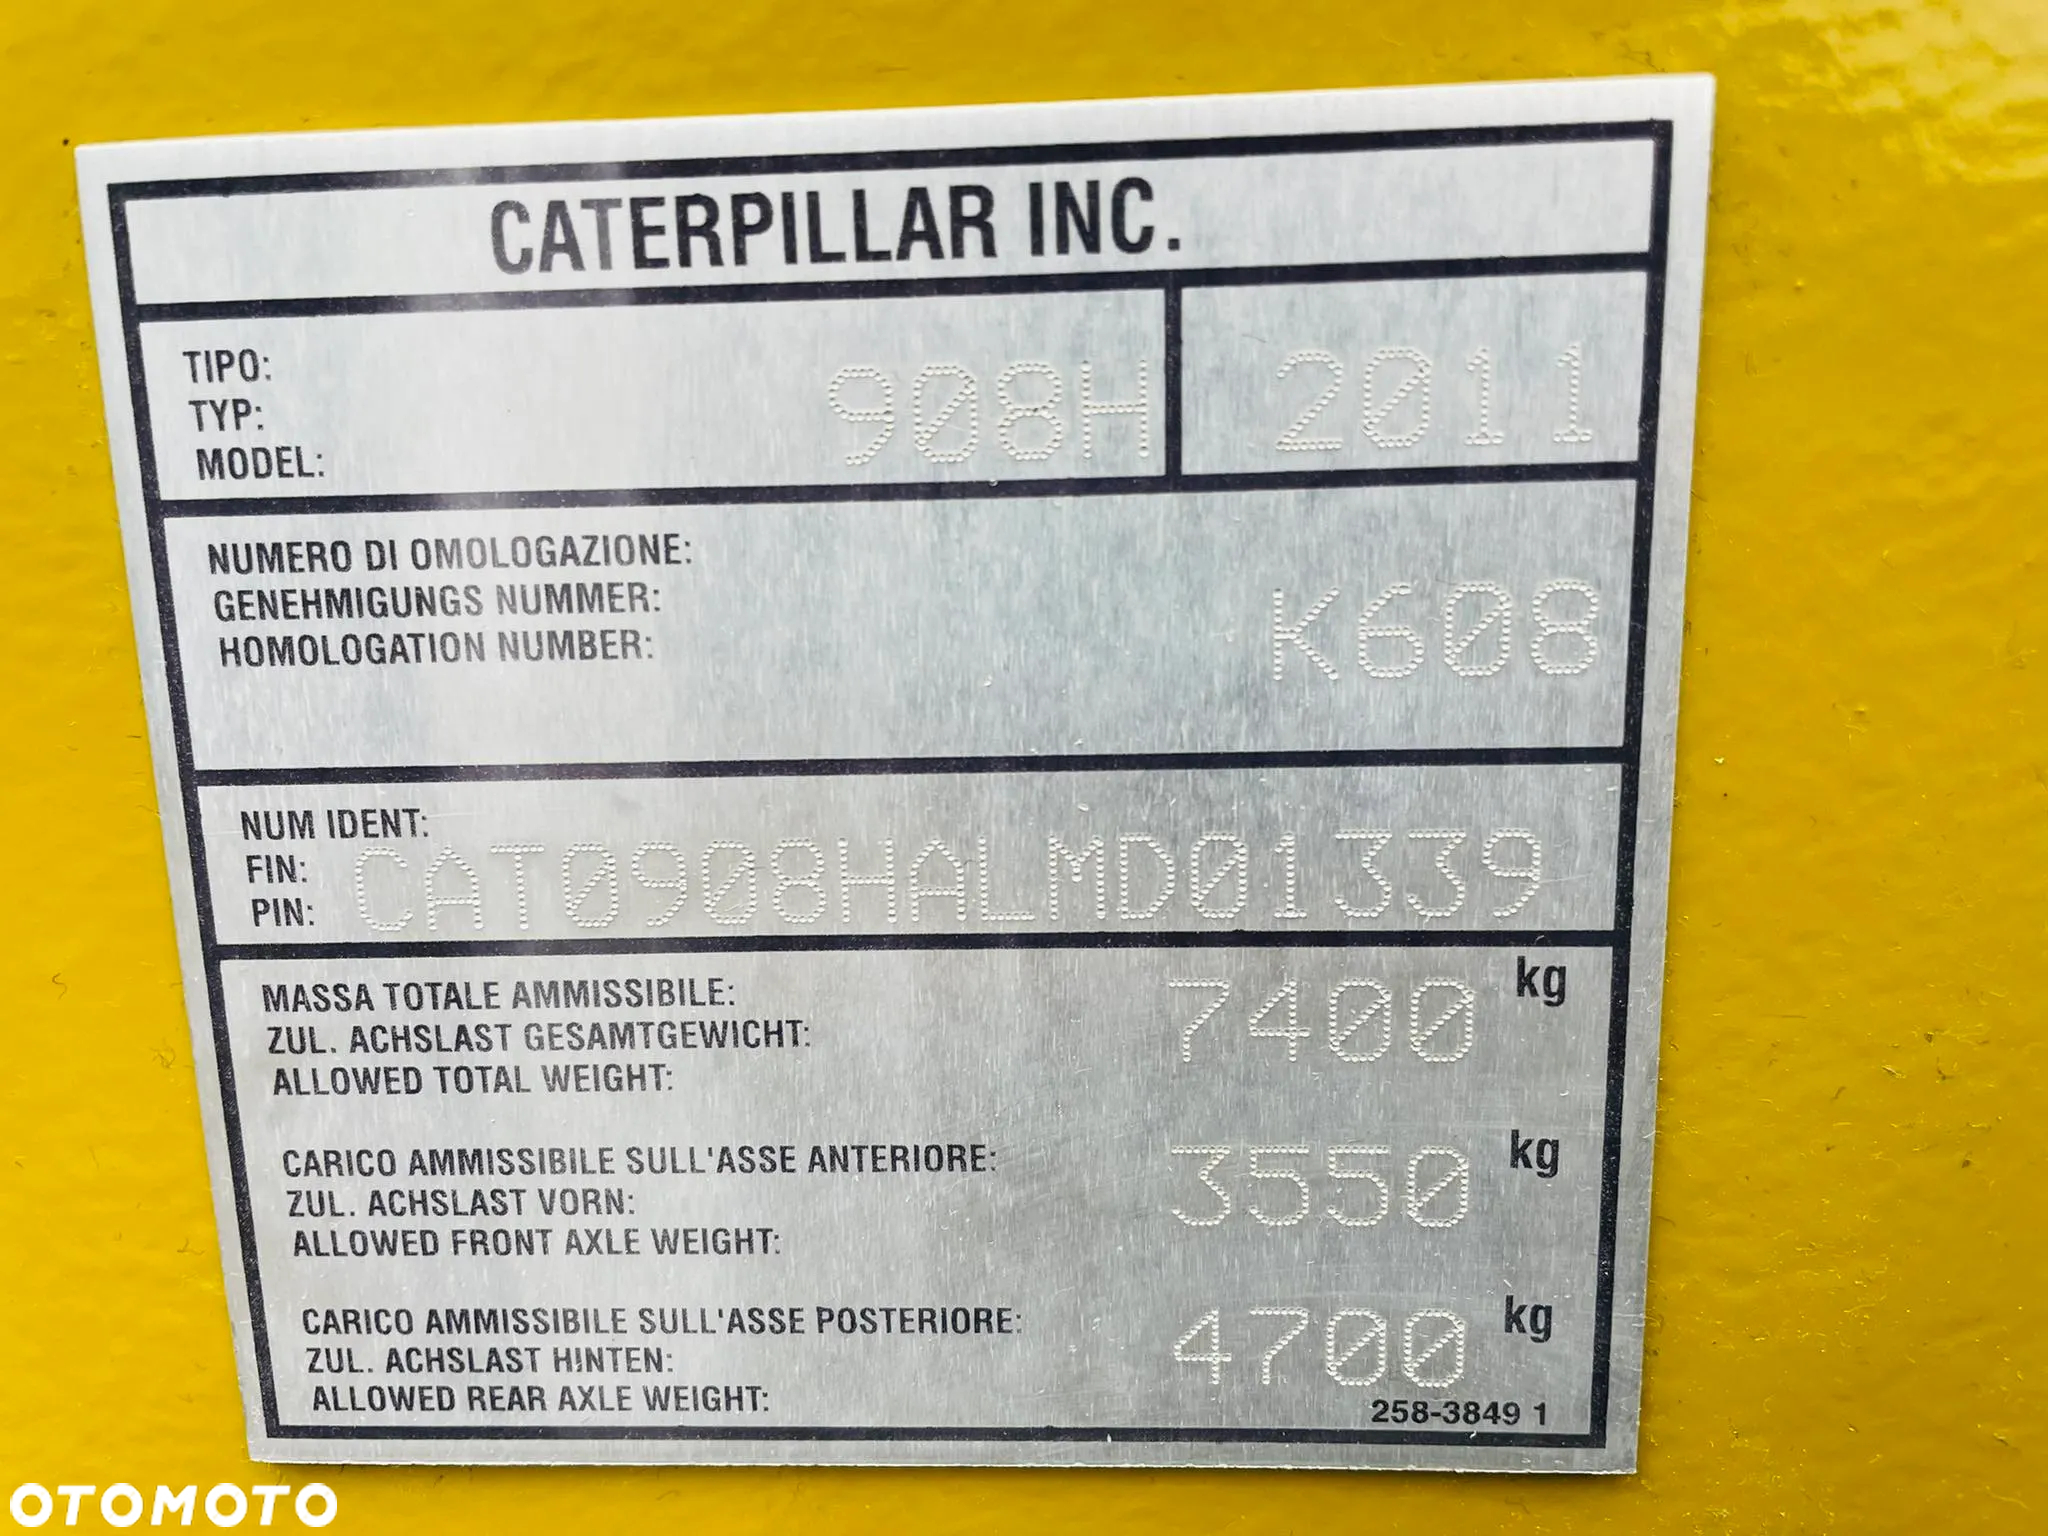 CATERPILLAR INC.
TIPO:
TYP:
MODEL:
908H
2011
NUMERO DI OMOLOGAZIONE:
GENEHMIGUNGS NUMMER:
HOMOLOGATION NUMBER:
K608
NUM IDENT:
FIN:
PIN:
CAT0908HALMD01339
MASSA TOTALE AMMISSIBILE:
ZUL. ACHSLAST GESAMTGEWICHT:
ALLOWED TOTAL WEIGHT:
7400 kg
CARICO AMMISSIBILE SULL'ASSE ANTERIORE:
ZUL. ACHSLAST VORN:
ALLOWED FRONT AXLE WEIGHT:
3550 kg
CARICO AMMISSIBILE SULL'ASSE POSTERIORE:
ZUL. ACHSLAST HINTEN:
ALLOWED REAR AXLE WEIGHT:
4700 kg
258-3849 1
OTOMOTO